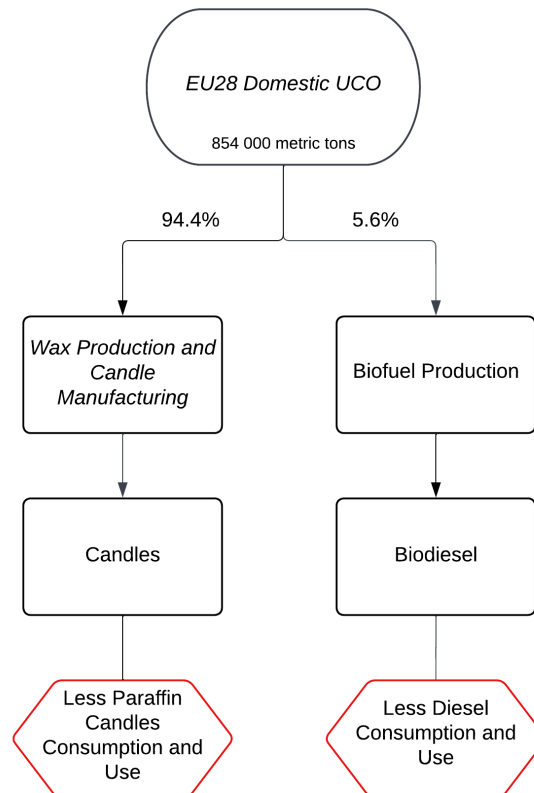 EU28 Domestic UCO
854 000 metric tons
94.4%
5.6%
Wax Production and
Candle
Manufacturing
Biofuel Production
Candles
Biodiesel
Less Paraffin
Candles
Consumption and
Use
Less Diesel
Consumption and
Use